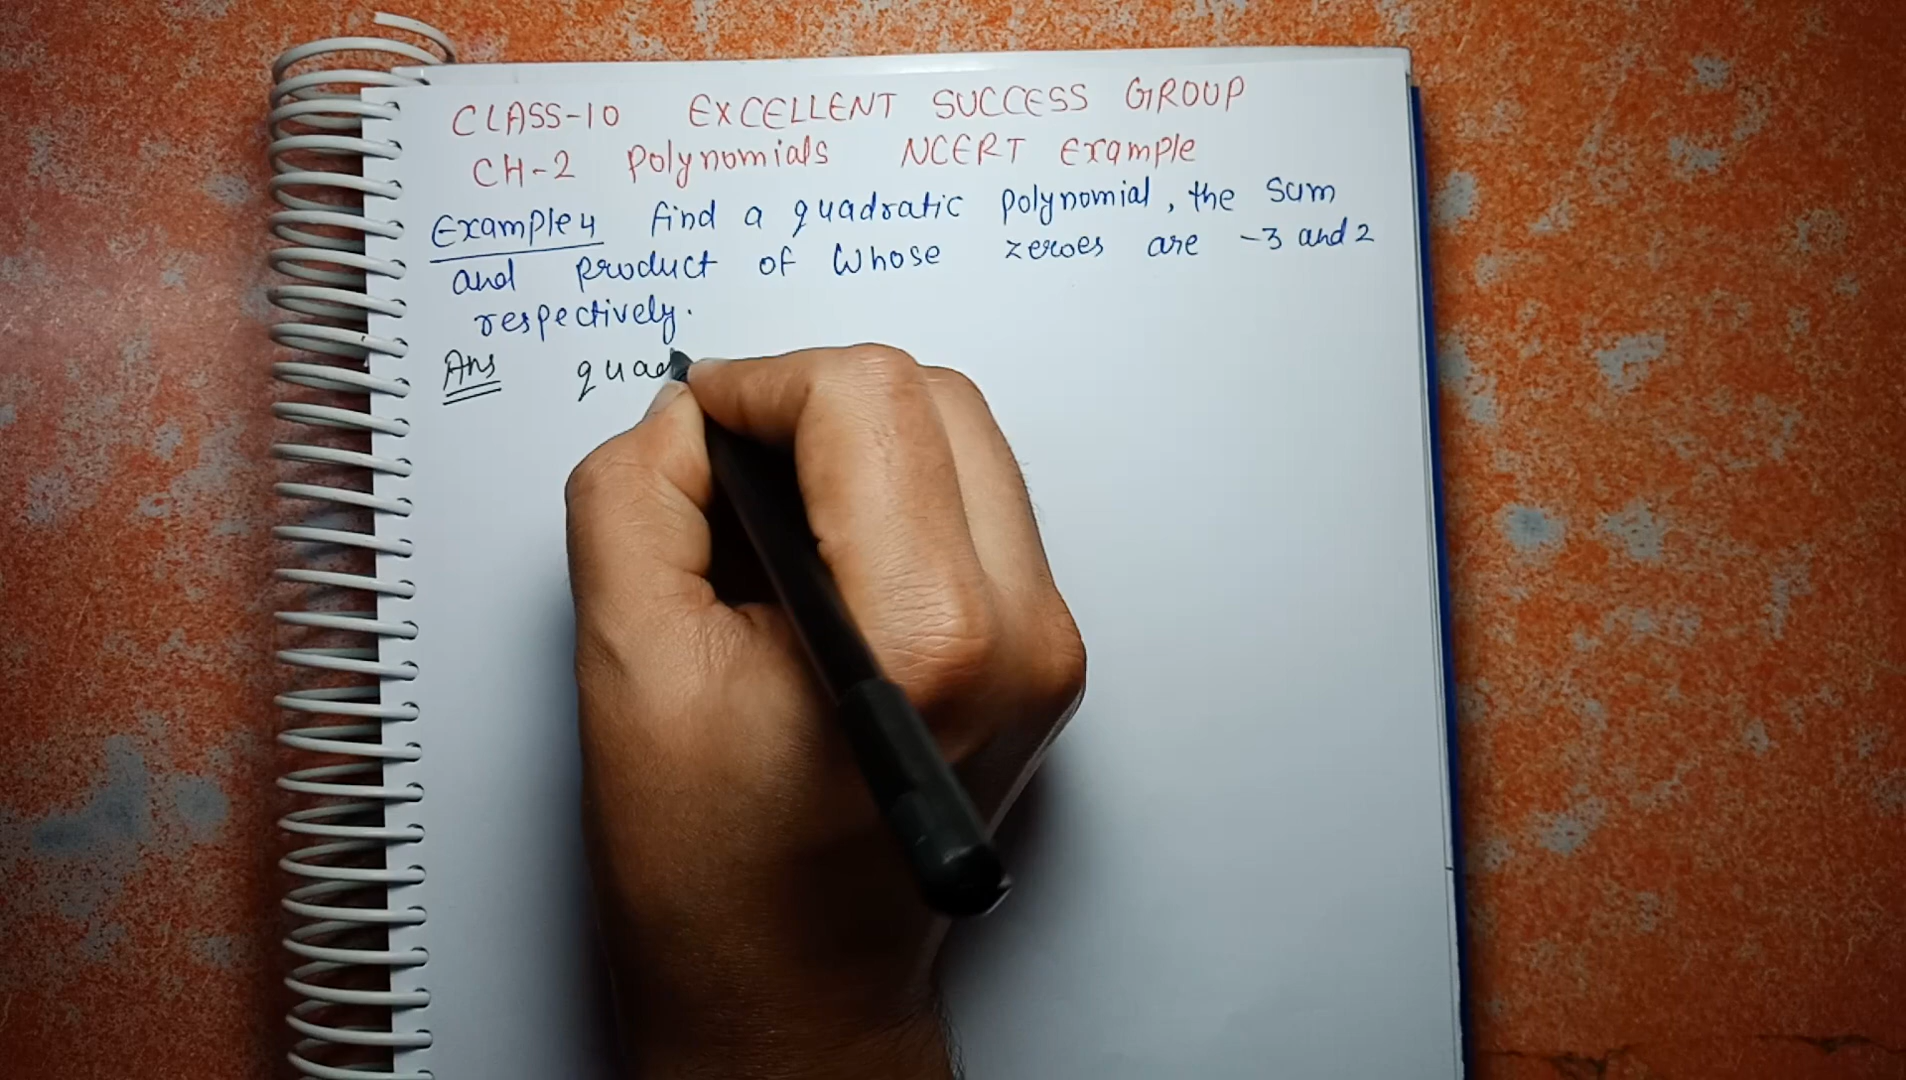 CLASS-10 EXCELLENT SUCCESS GROUP
CH-2 Polynomials NCERT Example
Example 4 find a quadratic polynomial, the sum
and product of whose zeroes are -3 and 2
respectively.
Ans quad